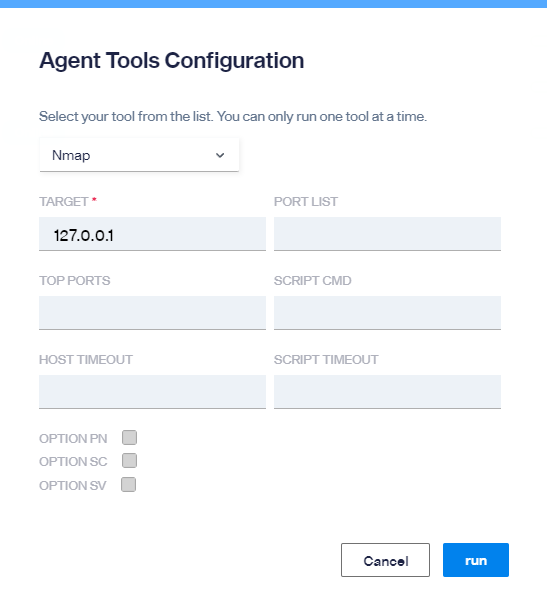 Agent Tools Configuration
Select your tool from the list. You can only run one tool at a time.
Nmap
TARGET * PORT LIST
127.0.0.1
TOP PORTS SCRIPT CMD
HOST TIMEOUT SCRIPT TIMEOUT
OPTION PN
OPTION SC
OPTION SV
Cancel run